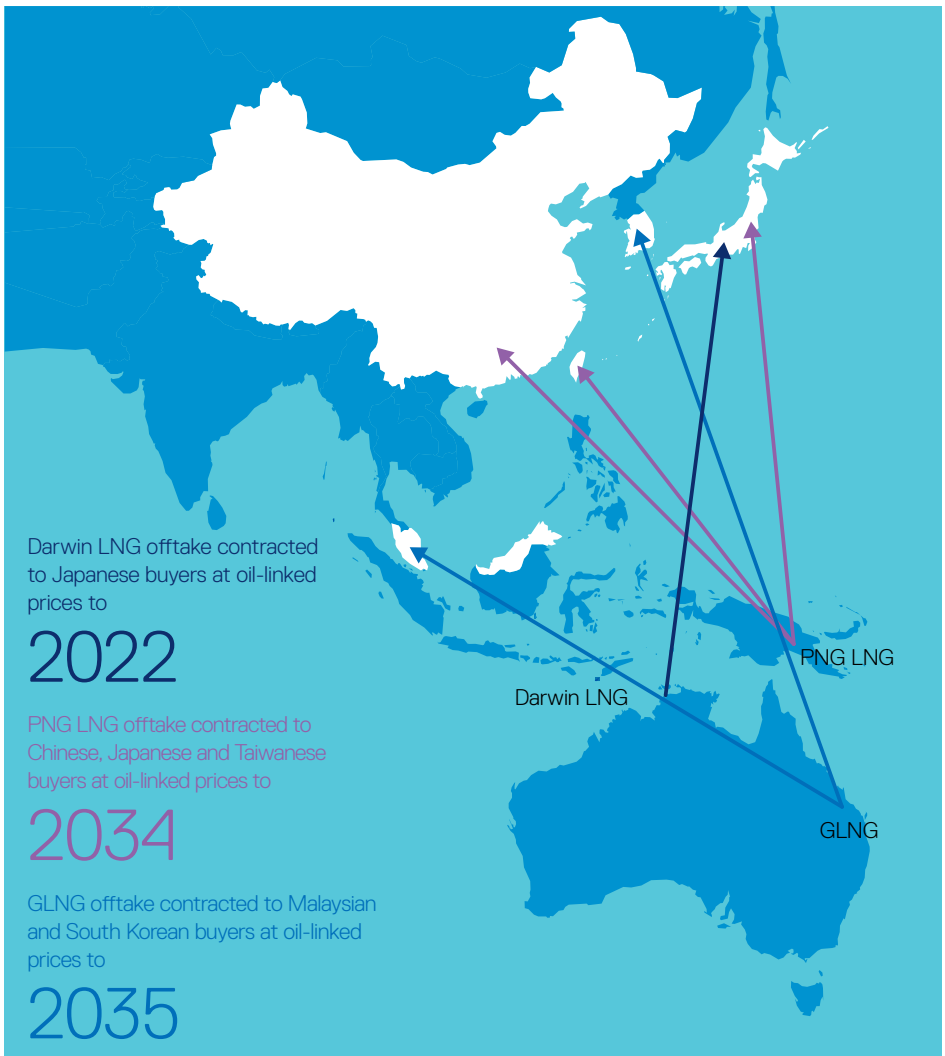 Darwin LNG offtake contracted
to Japanese buyers at oil-linked
prices to
2022
PNG LNG offtake contracted to
Chinese, Japanese and Taiwanese
buyers at oil-linked prices to
2034
GLNG offtake contracted to Malaysian
and South Korean buyers at oil-linked
prices to
2035
PNG LNG
Darwin LNG
GLNG